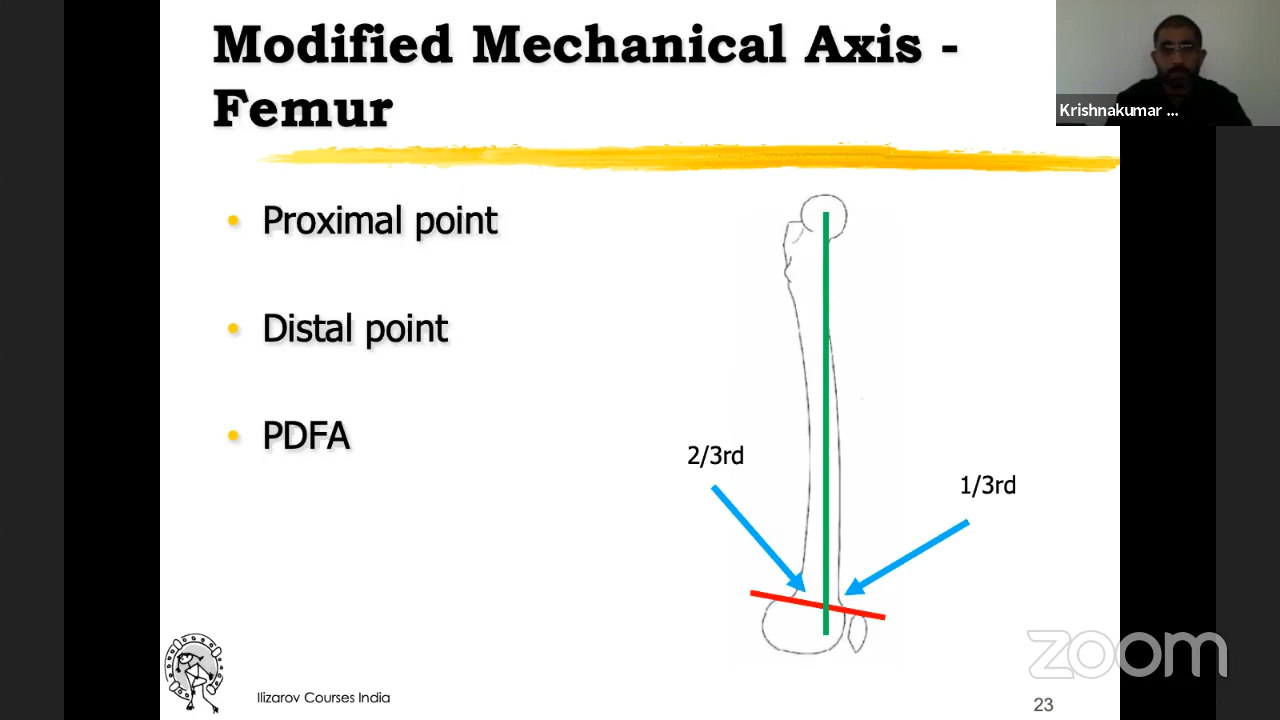 Modified Mechanical Axis -
Femur
Krishnakumar ...
• Proximal point
• Distal point
• PDFA
2/3rd
1/3rd
zoom
Ilizarov Courses India
23